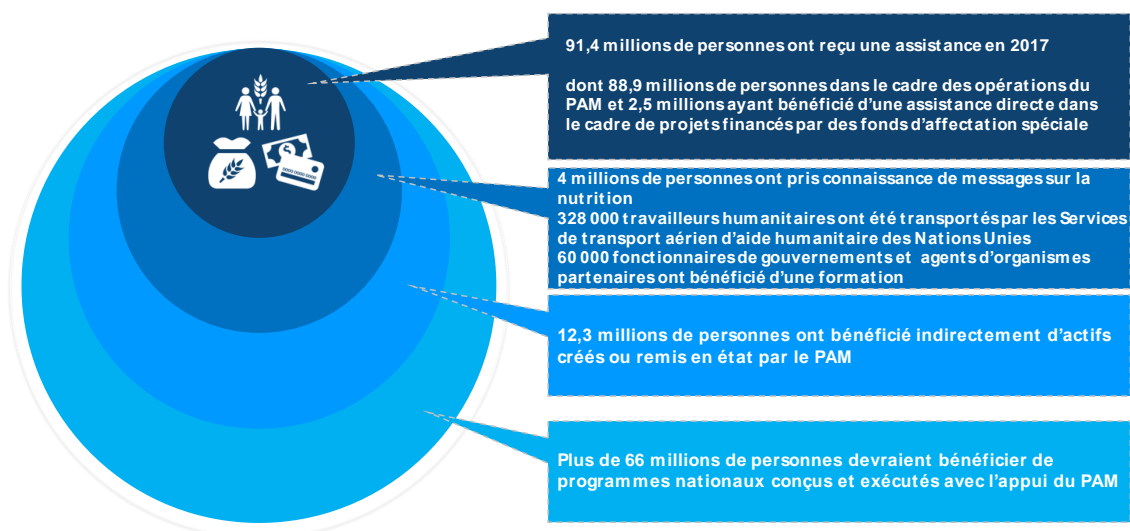 91,4 millions de personnes ont reçu une assistance en 2017
dont 88,9 millions de personnes dans le cadre des opérations du
PAM et 2,5 millions ayant bénéficié d'une assistance directe dans
le cadre de projets financés par des fonds d'affectation spéciale
4 millions de personnes ont pris connaissance de messages sur la
nutrition
328 000 travailleurs humanitaires ont été transportés par les Services
de transport aérien d'aide humanitaire des Nations Unies
60 000 fonctionnaires de gouvernements et agents d'organismes
partenaires ont bénéficié d'une formation
12,3 millions de personnes ont bénéficié indirectement d'actifs
créés ou remis en état par le PAM
Plus de 66 millions de personnes devraient bénéficier de
programmes nationaux conçus et exécutés avec l'appui du PAM